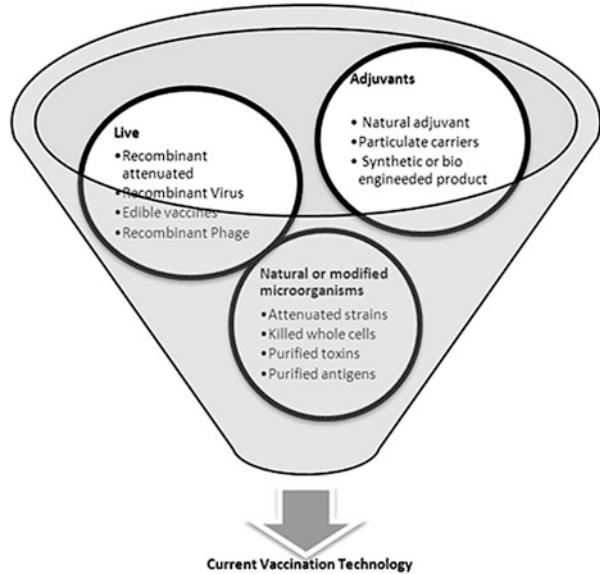 Adjuvants
• Natural adjuvant
• Particulate carriers
• Synthetic or bio
engineeded product
Live
•Recombinant
attenuated
•Recombinant Virus
•Edible vaccines
•Recombinant Phage
Natural or modified
microorganisms
•Attenuated strains
•Killed whole cells
•Purified toxins
•Purified antigens
Current Vaccination Technology